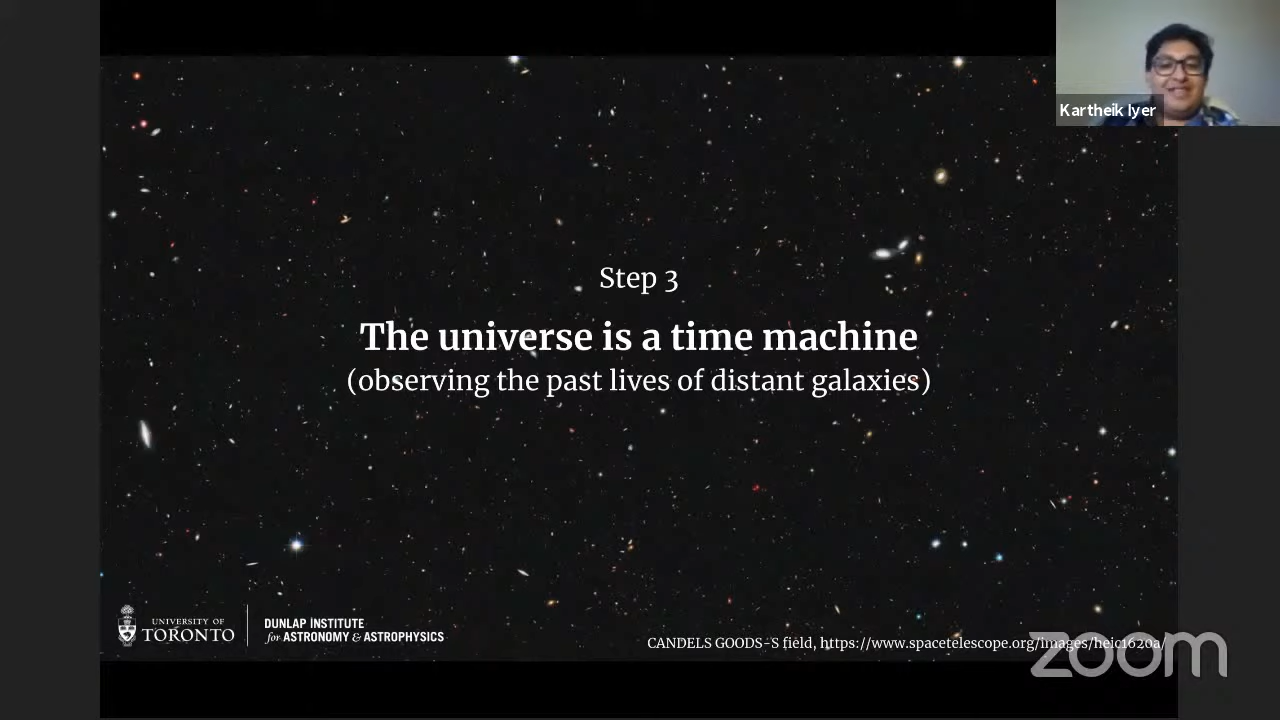 Kartheik Iyer
Step 3
The universe is a time machine
(observing the past lives of distant galaxies)
UNIVERSITY OF
TORONTO
DUNLAP INSTITUTE
for ASTRONOMY & ASTROPHYSICS
CANDELS GOODS-S field, https://www.spacetelescope.org/images/heic1620a/
zoom